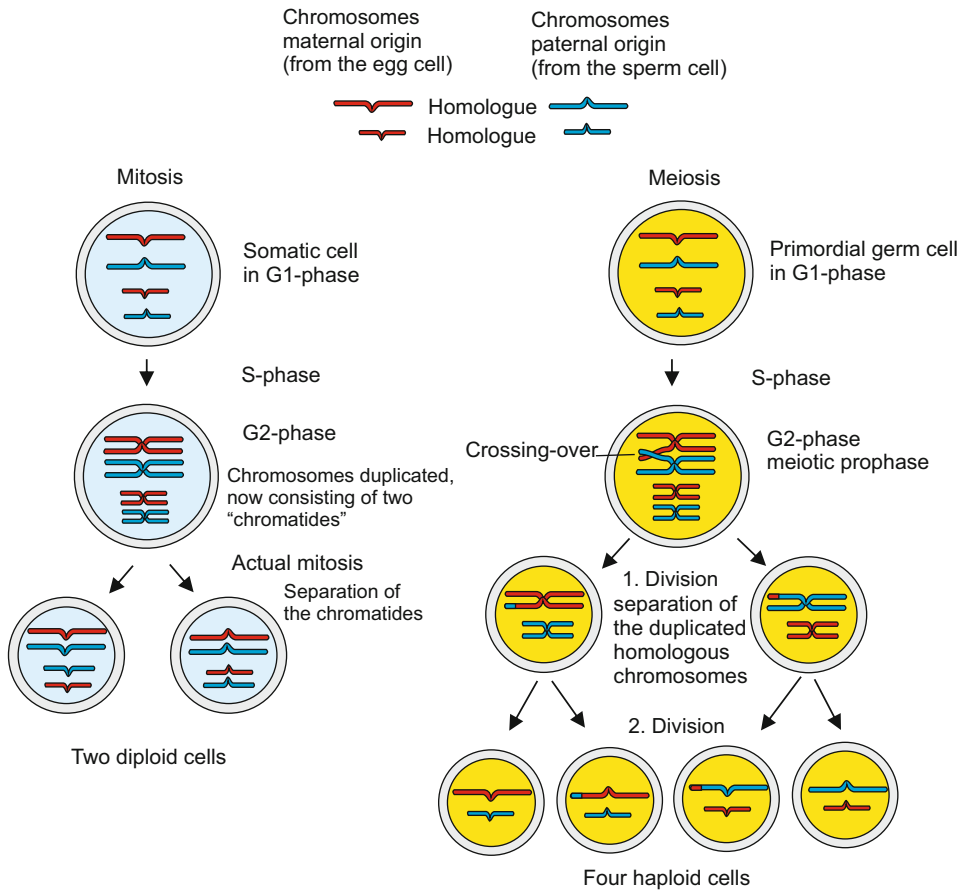 Chromosomes
maternal origin
(from the egg cell)
Chromosomes
paternal origin
(from the sperm cell)
Homologue
Homologue
Mitosis
Somatic cell
in G1-phase
S-phase
G2-phase
Chromosomes duplicated,
now consisting of two
“chromatides”
Actual mitosis
Separation of
the chromatides
Two diploid cells
Meiosis
Primordial germ cell
in G1-phase
S-phase
Crossing-over
G2-phase
meiotic prophase
1. Division
separation of
the duplicated
homologous
chromosomes
2. Division
Four haploid cells